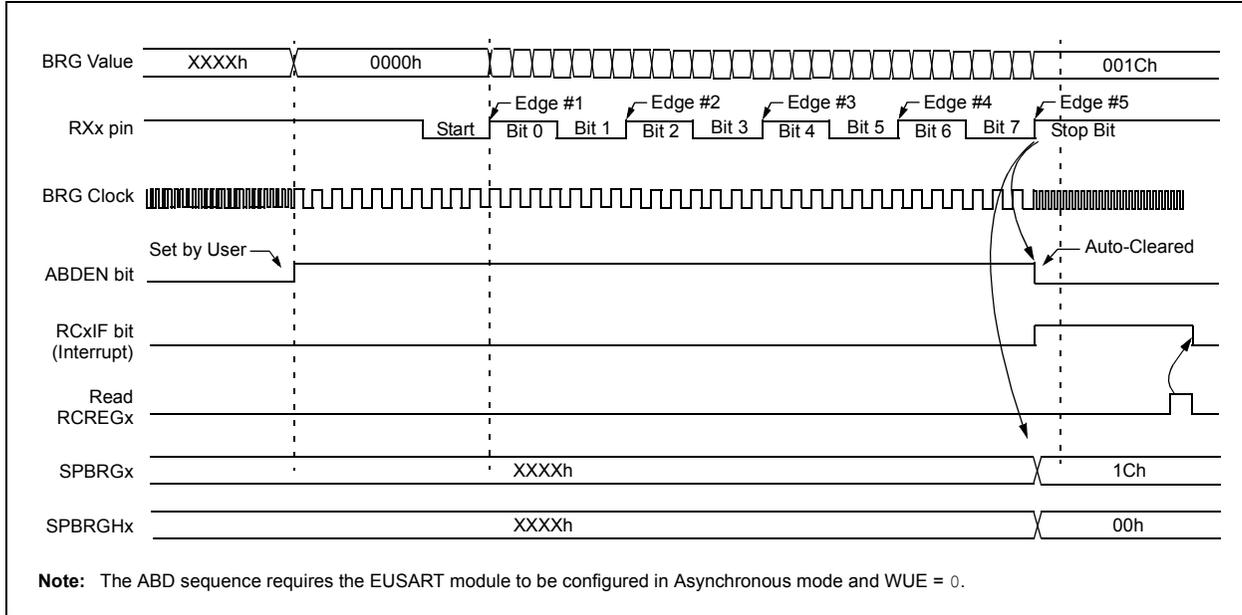 BRG Value XXXXh 0000h 001Ch
Edge #1 Edge #2 Edge #3 Edge #4 Edge #5
RXx pin Start Bit 0 Bit 1 Bit 2 Bit 3 Bit 4 Bit 5 Bit 6 Bit 7 Stop Bit
BRG Clock
Set by User Auto-Cleared
ABDEN bit
RCxIF bit
(Interrupt)
Read
RCREGx
SPBRGx XXXXh 1Ch
SPBRGHx XXXXh 00h
Note: The ABD sequence requires the EUSART module to be configured in Asynchronous mode and WUE = 0.